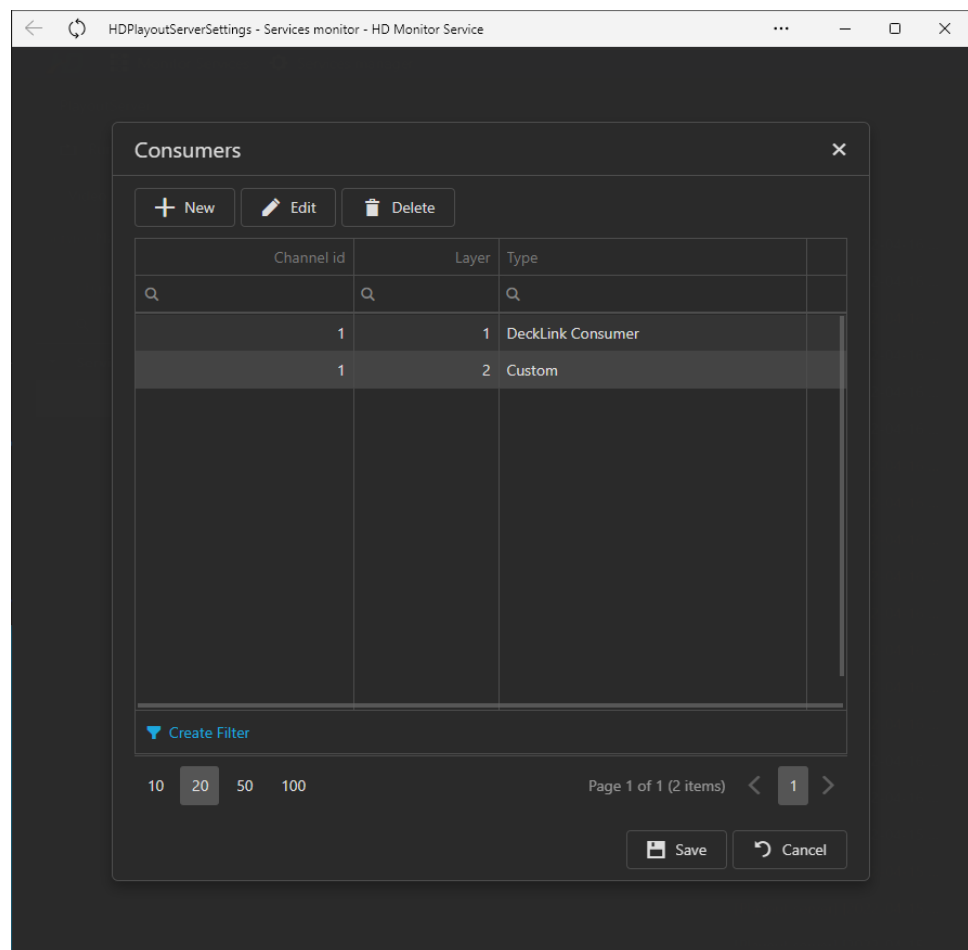 HDPlayoutServerSettings - Services monitor - HD Monitor Service
Consumers
New Edit Delete
Channel id Layer Type
1 1 DeckLink Consumer
1 2 Custom
Create Filter
10 20 50 100 Page 1 of 1 (2 items) 1
Save Cancel